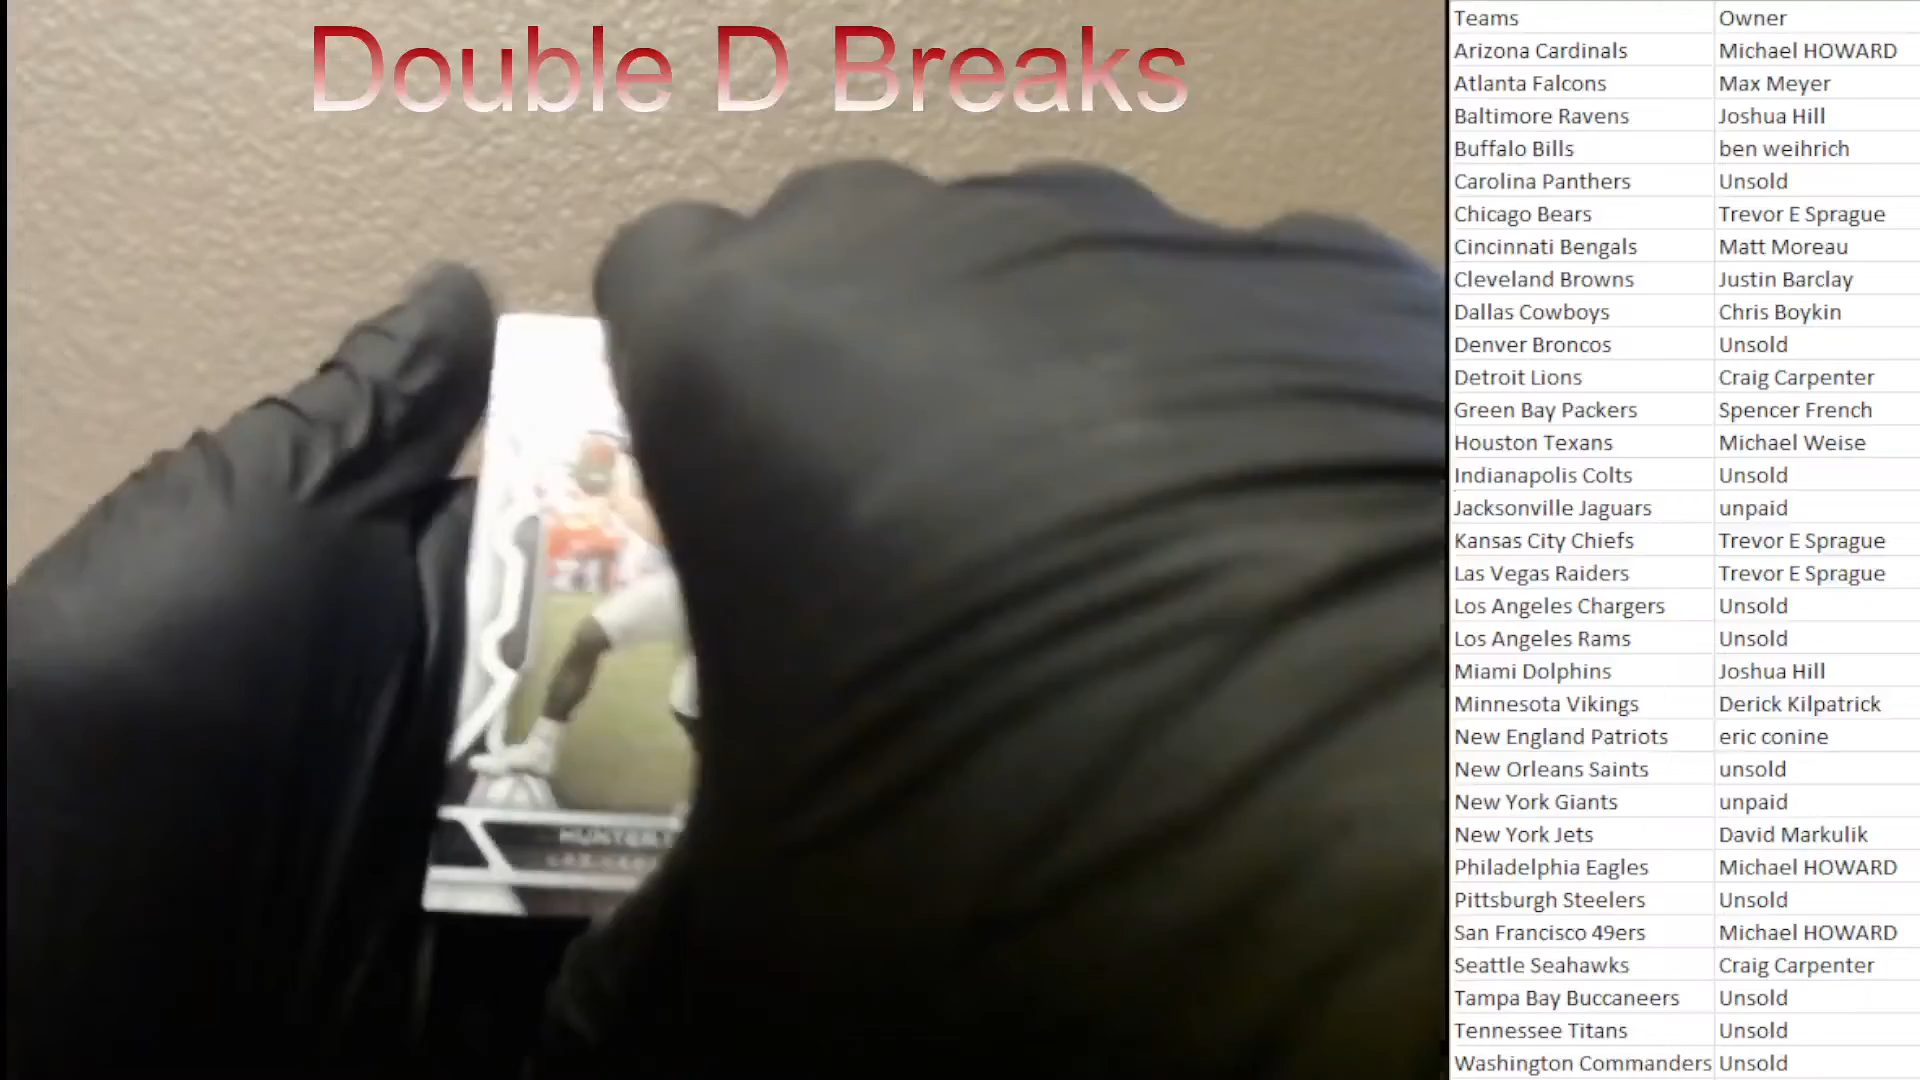 Double D Breaks
Teams Owner
Arizona Cardinals Michael HOWARD
Atlanta Falcons Max Meyer
Baltimore Ravens Joshua Hill
Buffalo Bills ben weihrich
Carolina Panthers Unsold
Chicago Bears Trevor E Sprague
Cincinnati Bengals Matt Moreau
Cleveland Browns Justin Barclay
Dallas Cowboys Chris Boykin
Denver Broncos Unsold
Detroit Lions Craig Carpenter
Green Bay Packers Spencer French
Houston Texans Michael Weise
Indianapolis Colts Unsold
Jacksonville Jaguars unpaid
Kansas City Chiefs Trevor E Sprague
Las Vegas Raiders Trevor E Sprague
Los Angeles Chargers Unsold
Los Angeles Rams Unsold
Miami Dolphins Joshua Hill
Minnesota Vikings Derick Kilpatrick
New England Patriots eric conine
New Orleans Saints unsold
New York Giants unpaid
New York Jets David Markulik
Philadelphia Eagles Michael HOWARD
Pittsburgh Steelers Unsold
San Francisco 49ers Michael HOWARD
Seattle Seahawks Craig Carpenter
Tampa Bay Buccaneers Unsold
Tennessee Titans Unsold
Washington Commanders Unsold
HUNTER